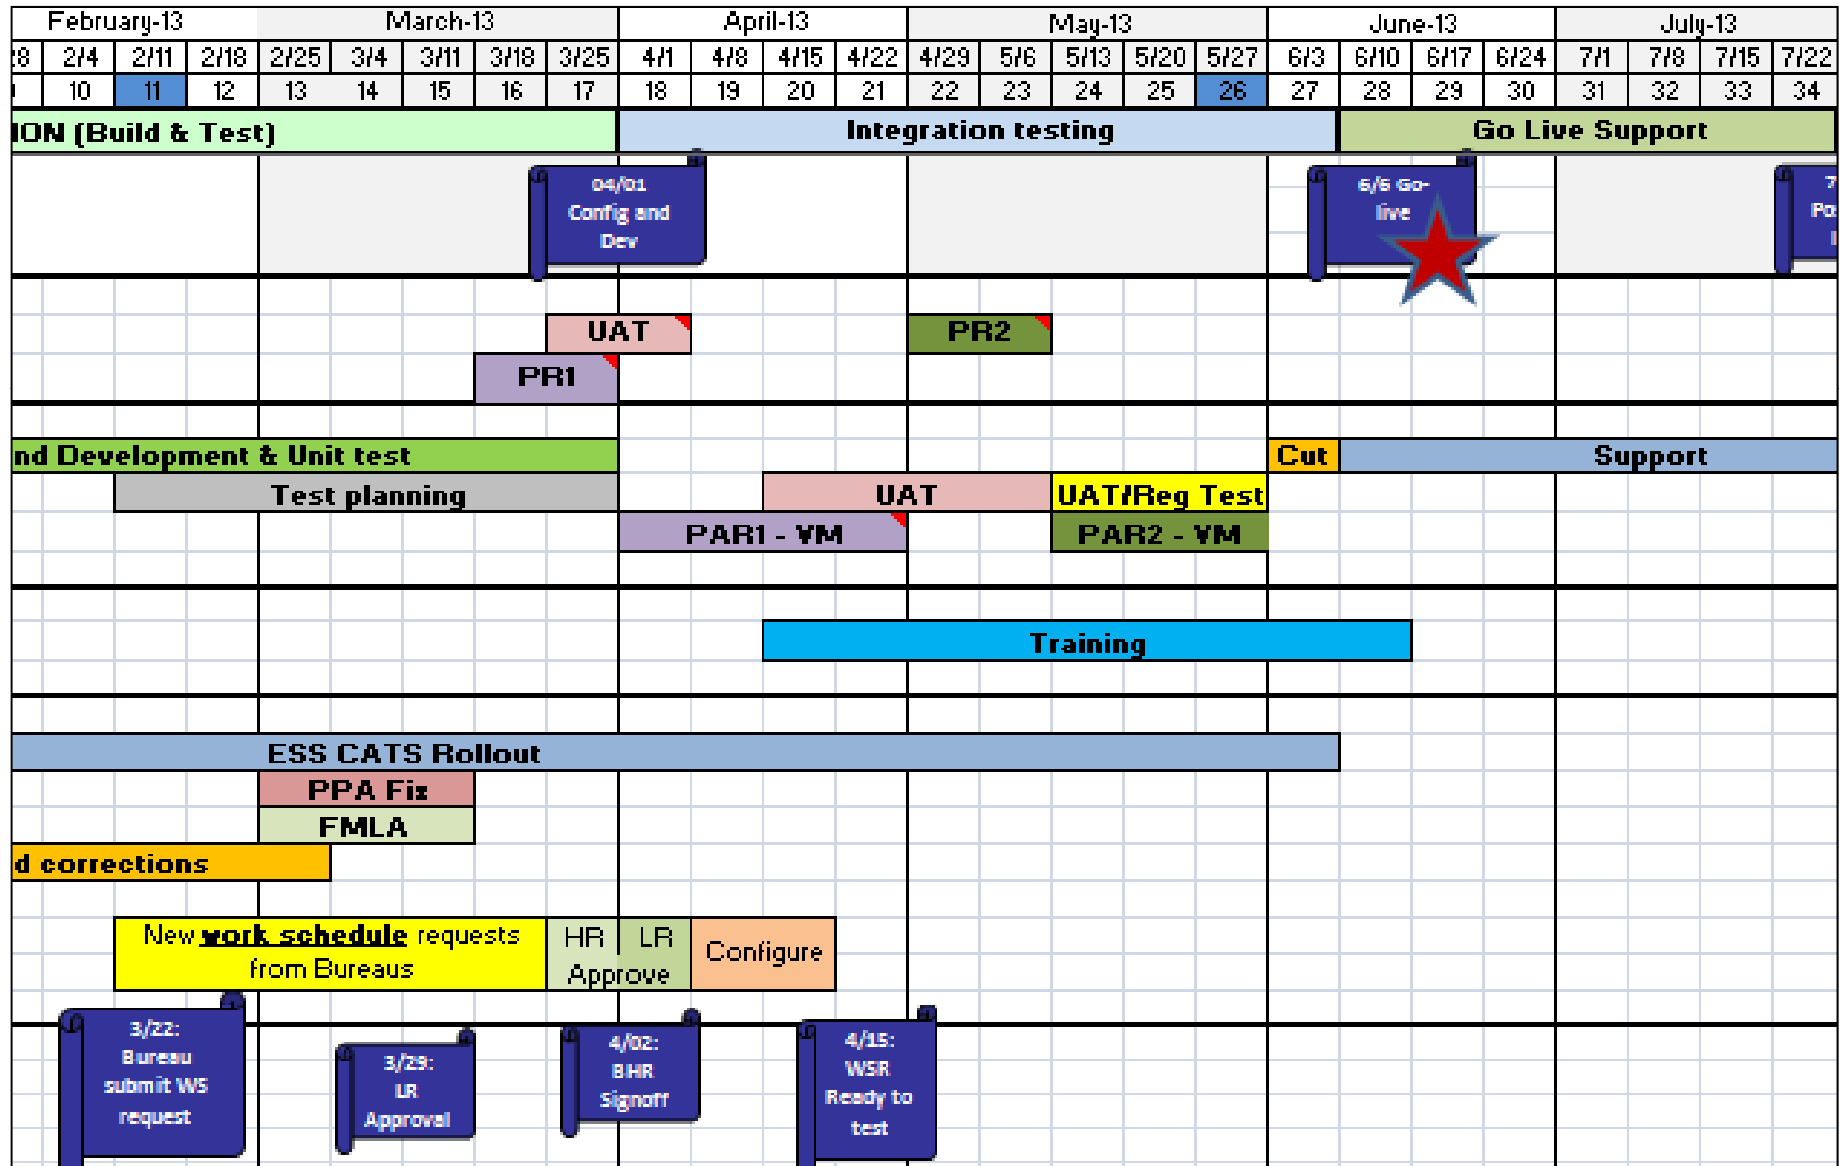 February-13 March-13 April-13 May-13 June-13 July-13
28 2/4 2/11 2/18 2/25 3/4 3/11 3/18 3/25 4/1 4/8 4/15 4/22 4/29 5/6 5/13 5/20 5/27 6/3 6/10 6/17 6/24 7/1 7/8 7/15 7/22
10 11 12 13 14 15 16 17 18 19 20 21 22 23 24 25 26 27 28 29 30 31 32 33 34
ION (Build & Test) Integration testing Go Live Support
04/01
Config and
Dev
6/6 Go-
live
7
Pos
UAT PR2
PR1
nd Development & Unit test Cut Support
Test planning UAT UAT/Reg Test
PAR1 - VM PAR2 - VM
Training
ESS CATS Rollout
PPA Fix
FMLA
d corrections
New work schedule requests
from Bureaus
HR LR
Approve
Configure
3/22:
Bureau
submit WS
request
3/29:
LR
Approval
4/02:
BHR
Signoff
4/15:
WSR
Ready to
test